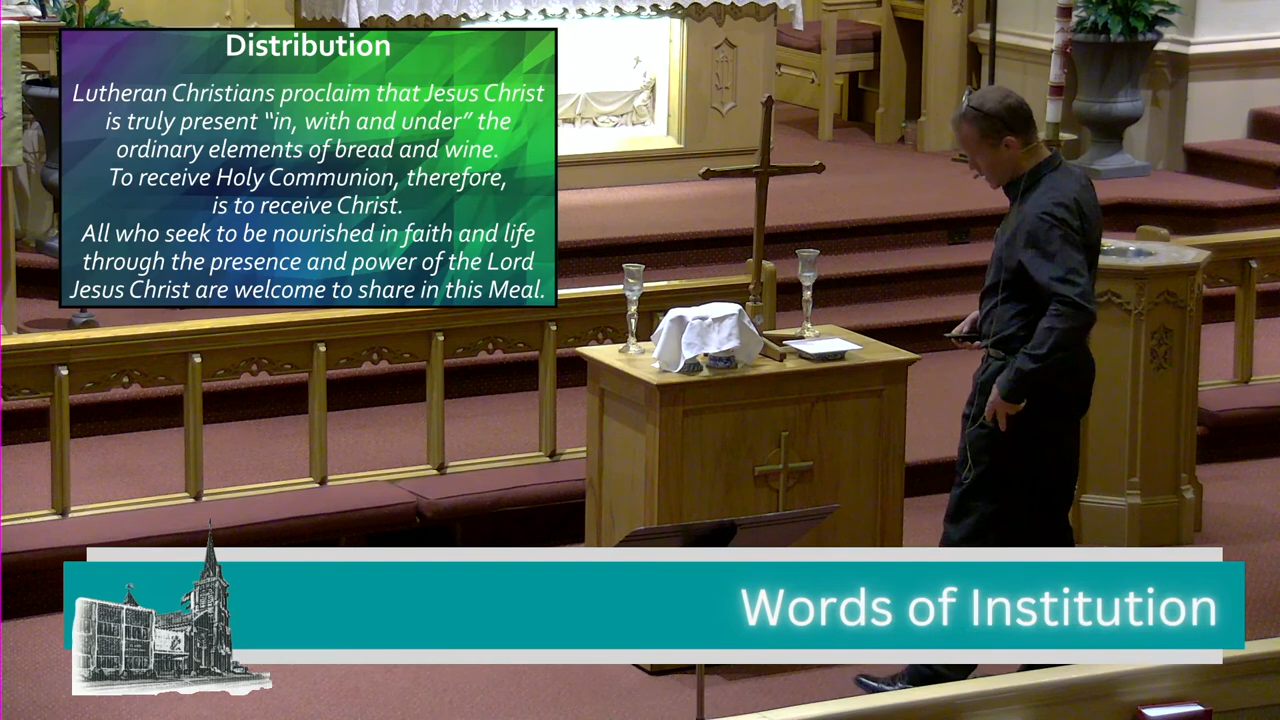 Distribution
Lutheran Christians proclaim that Jesus Christ
is truly present "in, with and under" the
ordinary elements of bread and wine.
To receive Holy Communion, therefore,
is to receive Christ.
All who seek to be nourished in faith and life
through the presence and power of the Lord
Jesus Christ are welcome to share in this Meal.
Words of Institution